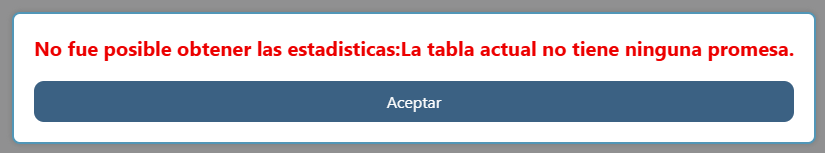 No fue posible obtener las estadisticas:La tabla actual no tiene ninguna promesa.
Aceptar